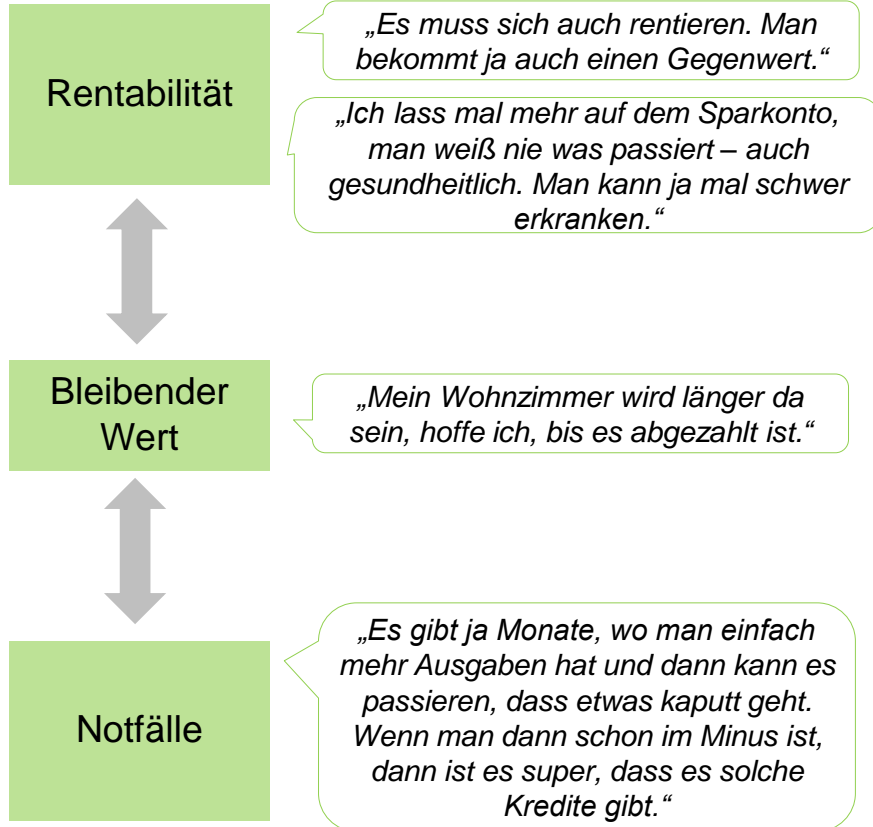 Rentabilität
„Es muss sich auch rentieren. Man
bekommt ja auch einen Gegenwert.“
„Ich lass mal mehr auf dem Sparkonto,
man weiß nie was passiert – auch
gesundheitlich. Man kann ja mal schwer
erkranken.“
Bleibender
Wert
„Mein Wohnzimmer wird länger da
sein, hoffe ich, bis es abgezahlt ist.“
Notfälle
„Es gibt ja Monate, wo man einfach
mehr Ausgaben hat und dann kann es
passieren, dass etwas kaputt geht.
Wenn man dann schon im Minus ist,
dann ist es super, dass es solche
Kredite gibt.“